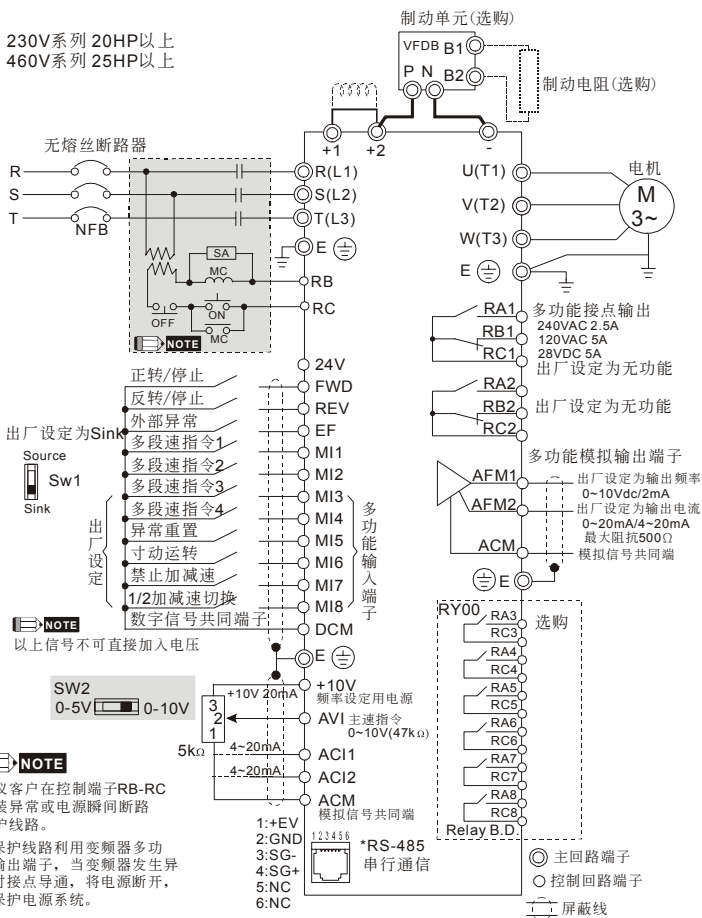 制动单元(选购)
230V系列 20HP以上
460V系列 25HP以上
VFDB B1
P N B2
制动电阻(选购)
无熔丝断路器
+1
+2
-
R
S
T
NFB
R(L1)
S(L2)
T(L3)
E
SA
MC
RB
OFF
ON
MC
RC
NOTE
U(T1)
V(T2)
W(T3)
E
电机
M
3~
RA1
RB1
RC1
多功能接点输出
240VAC 2.5A
120VAC 5A
28VDC 5A
出厂设定为无功能
RA2
RB2
RC2
出厂设定为无功能
24V
正转/停止
FWD
反转/停止
REV
外部异常
EF
出厂设定为Sink
多段速指令1
MI1
多段速指令2
MI2
多段速指令3
MI3
多段速指令4
MI4
异常重置
MI5
寸动运转
MI6
禁止加减速
MI7
1/2加减速切换
MI8
数字信号共同端子
DCM
Source
Sw1
Sink
出厂设定
多功能输入端子
NOTE
以上信号不可直接加入电压
多功能模拟输出端子
AFM1
出厂设定为输出频率
0~10Vdc/2mA
AFM2
出厂设定为输出电流
0~20mA/4~20mA
最大阻抗500Ω
ACM
模拟信号共同端
E
E
SW2
0-5V 0-10V
+10V 20mA
+10V
频率设定用电源
3
2
1
5kΩ
AVI 主速指令
0~10V(47kΩ)
4~20mA
ACI1
4~20mA
ACI2
ACM
模拟信号共同端
RY00
选购
RA3
RC3
RA4
RC4
RA5
RC5
RA6
RC6
RA7
RC7
RA8
RC8
Relay B.D.
NOTE
议客户在控制端子RB-RC
装异常或电源瞬间断路
护线路。
保护线路利用变频器多功
输出端子，当变频器发生异
时接点导通，将电源断开，
保护电源系统。
1:+EV
2:GND
3:SG-
4:SG+
5:NC
6:NC
123456
*RS-485
串行通信
主回路端子
控制回路端子
屏蔽线